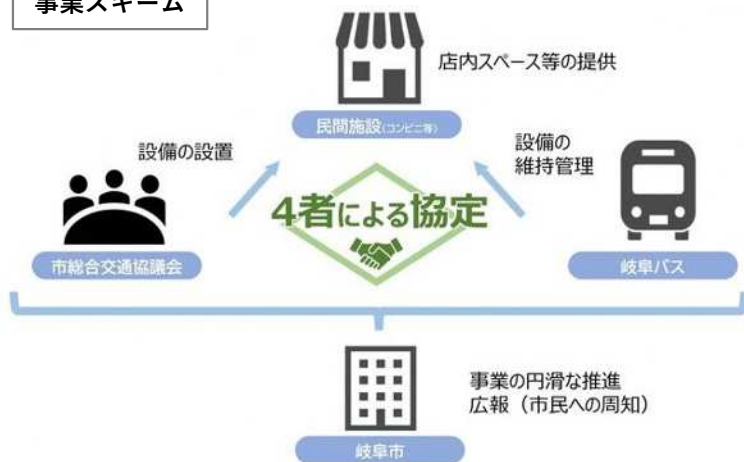 事業スキーム
店内スペース等の提供
民間施設(コンビニ等)
設備の設置
設備の
維持管理
4者による協定
市総合交通協議会
岐阜バス
事業の円滑な推進
広報（市民への周知）
岐阜市